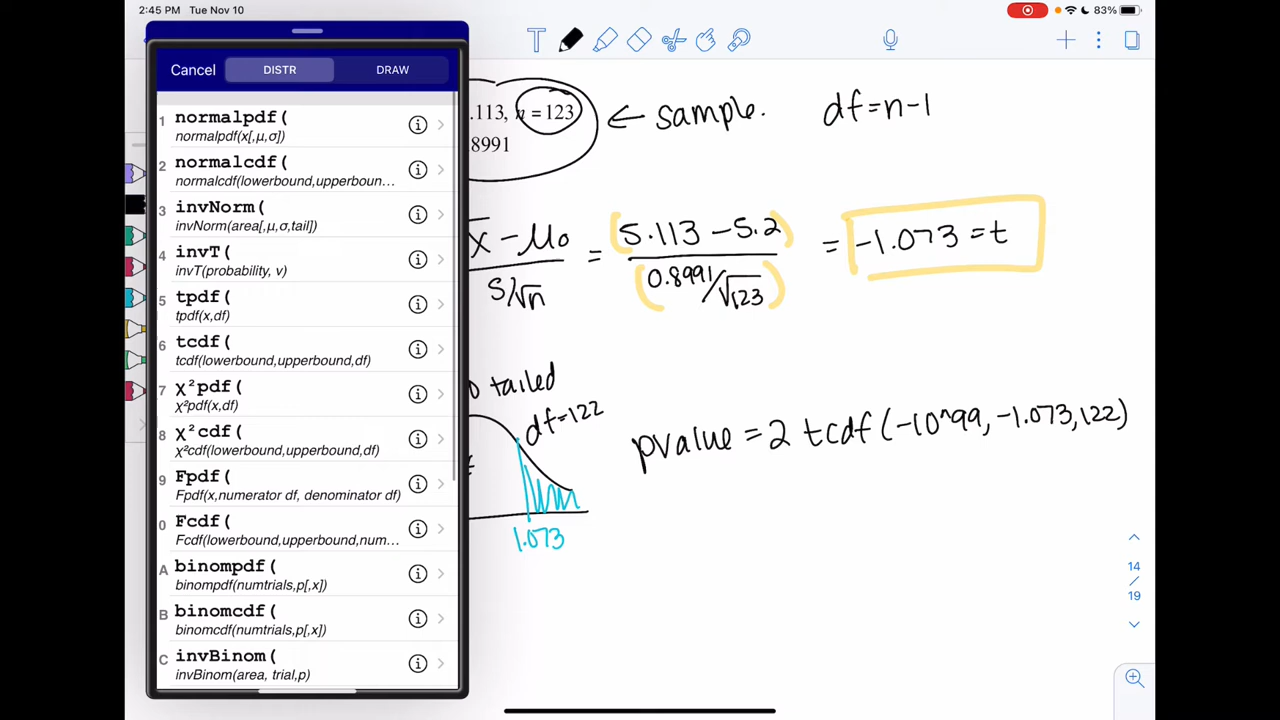 2:45 PM Tue Nov 10
83%
Cancel DISTR DRAW
1 normalpdf(
normalpdf(x[,μ,σ])
2 normalcdf(
normalcdf(lowerbound,upperboun…
3 invNorm(
invNorm(area[,μ,σ,tail])
4 invT(
invT(probability, v)
5 tpdf(
tpdf(x,df)
6 tcdf(
tcdf(lowerbound,upperbound,df)
7 χ²pdf(
χ²pdf(x,df)
8 χ²cdf(
χ²cdf(lowerbound,upperbound,df)
9 Fpdf(
Fpdf(x,numerator df, denominator df)
0 Fcdf(
Fcdf(lowerbound,upperbound,num…
A binompdf(
binompdf(numtrials,p[,x])
B binomcdf(
binomcdf(numtrials,p[,x])
C invBinom(
invBinom(area, trial,p)
.113, n = 123 ← sample. df=n-1
8991
x̄ - μ₀ / s/√n = (5.113 - 5.2) / (0.8991/√123) = -1.073 = t
o tailed
df=122
pvalue = 2 tcdf(-10^99, -1.073, 122)
1.073
14
/
19